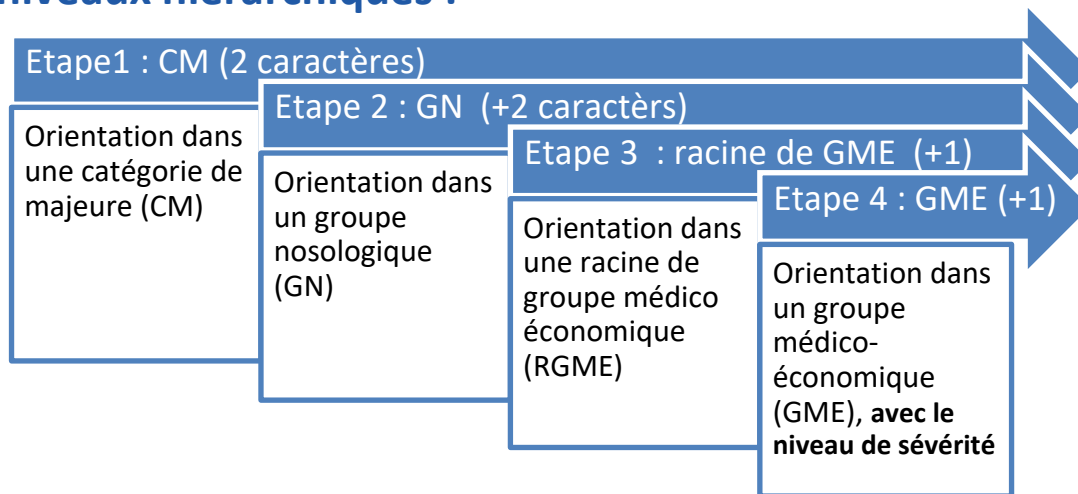 niveaux hiérarchiques :
Etape1 : CM (2 caractères)
Orientation dans
une catégorie de
majeure (CM)
Etape 2 : GN (+2 caractèrs)
Orientation dans
un groupe
nosologique
(GN)
Etape 3 : racine de GME (+1)
Orientation dans
une racine de
groupe médico
économique
(RGME)
Etape 4 : GME (+1)
Orientation dans
un groupe
médico-
économique
(GME), avec le
niveau de sévérité